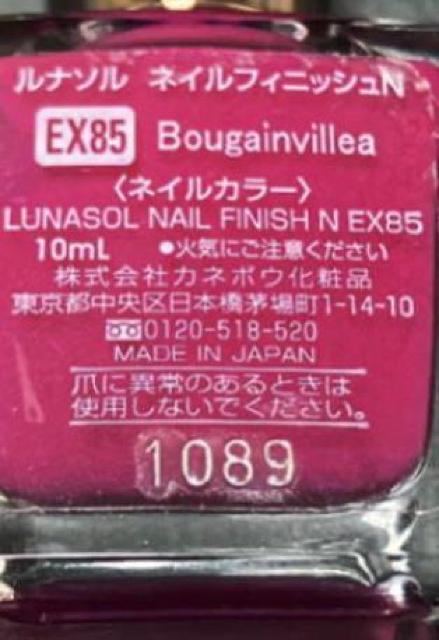 ルナソル ネイルフィニッシュN
EX85 Bougainvillea
〈ネイルカラー〉
LUNASOL NAIL FINISH N EX85
10mL ●火気にご注意ください
株式会社カネボウ化粧品
東京都中央区日本橋茅場町1-14-10
0120-518-520
MADE IN JAPAN
爪に異常のあるときは
使用しないでください。
1089